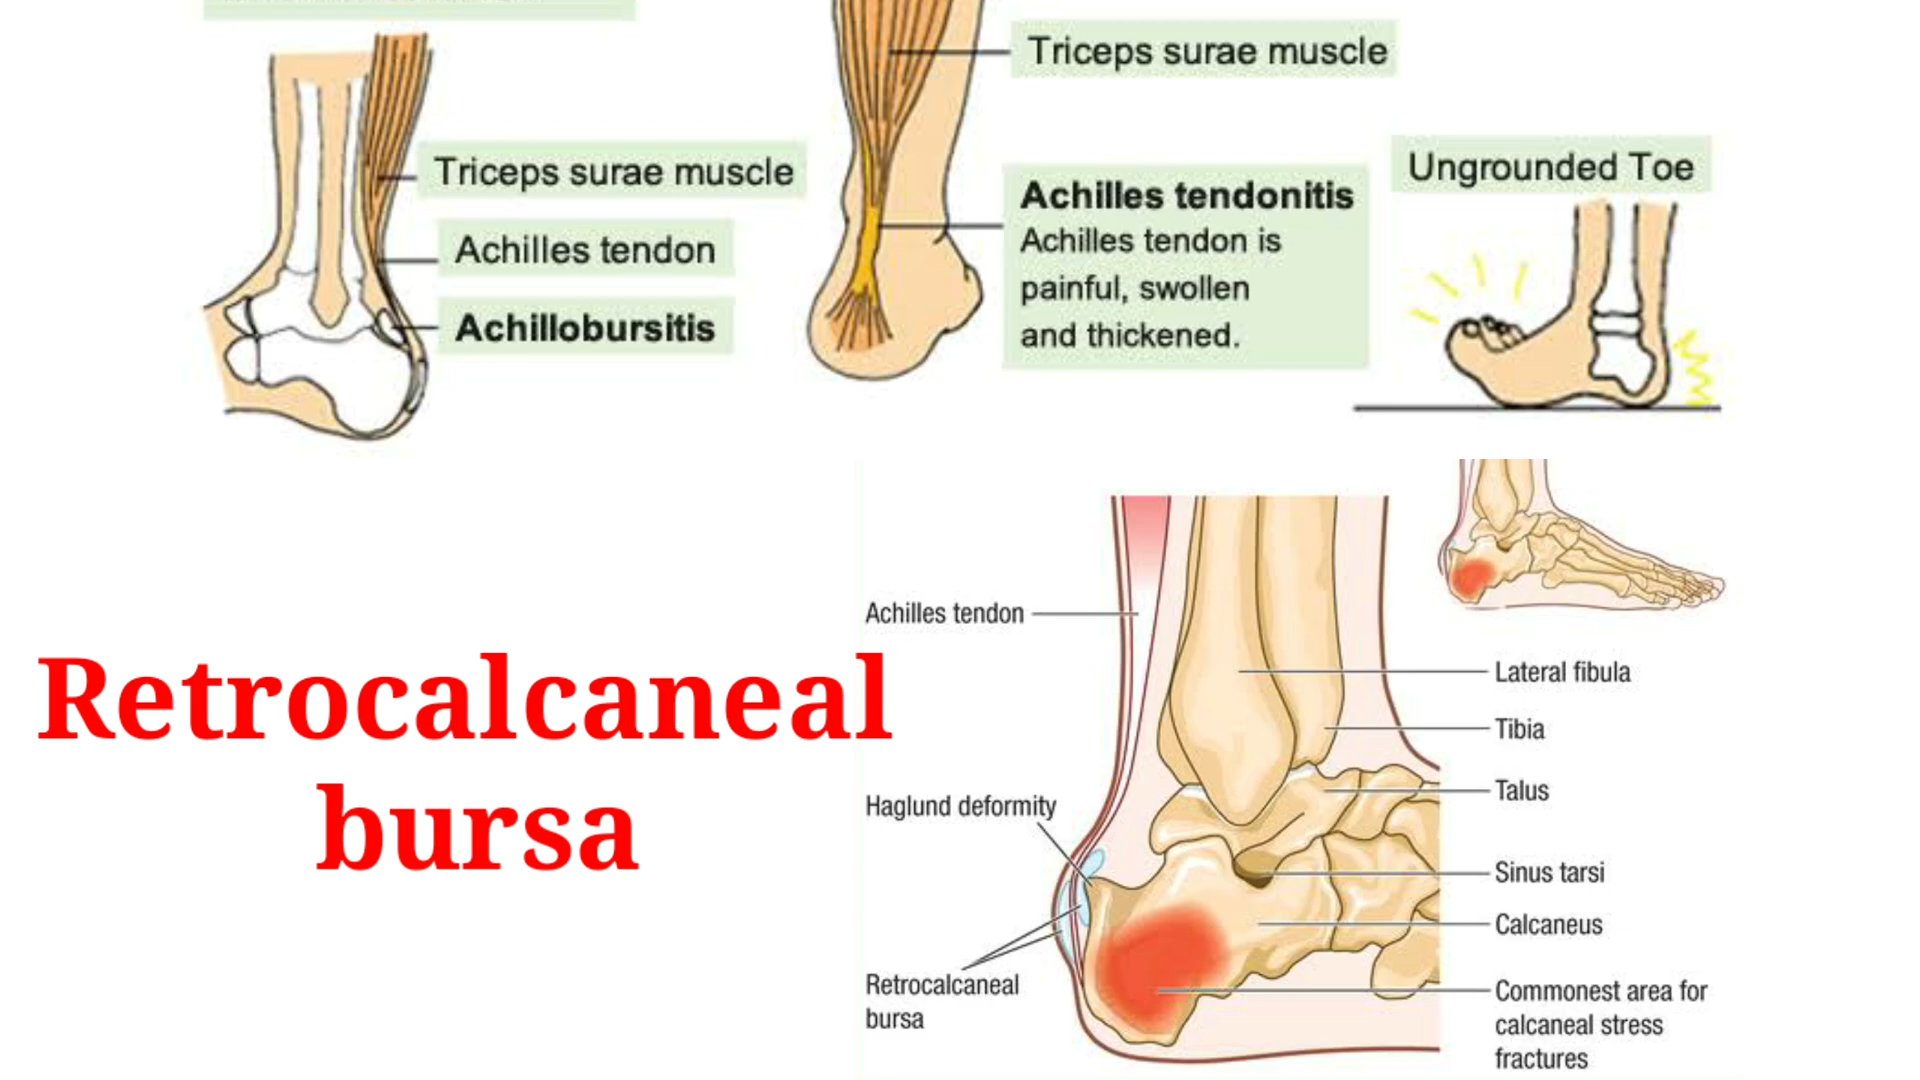 Triceps surae muscle
Triceps surae muscle
Achilles tendon
Achillobursitis
Achilles tendonitis
Achilles tendon is
painful, swollen
and thickened.
Ungrounded Toe
Retrocalcaneal
bursa
Achilles tendon
Haglund deformity
Retrocalcaneal
bursa
Lateral fibula
Tibia
Talus
Sinus tarsi
Calcaneus
Commonest area for
calcaneal stress
fractures